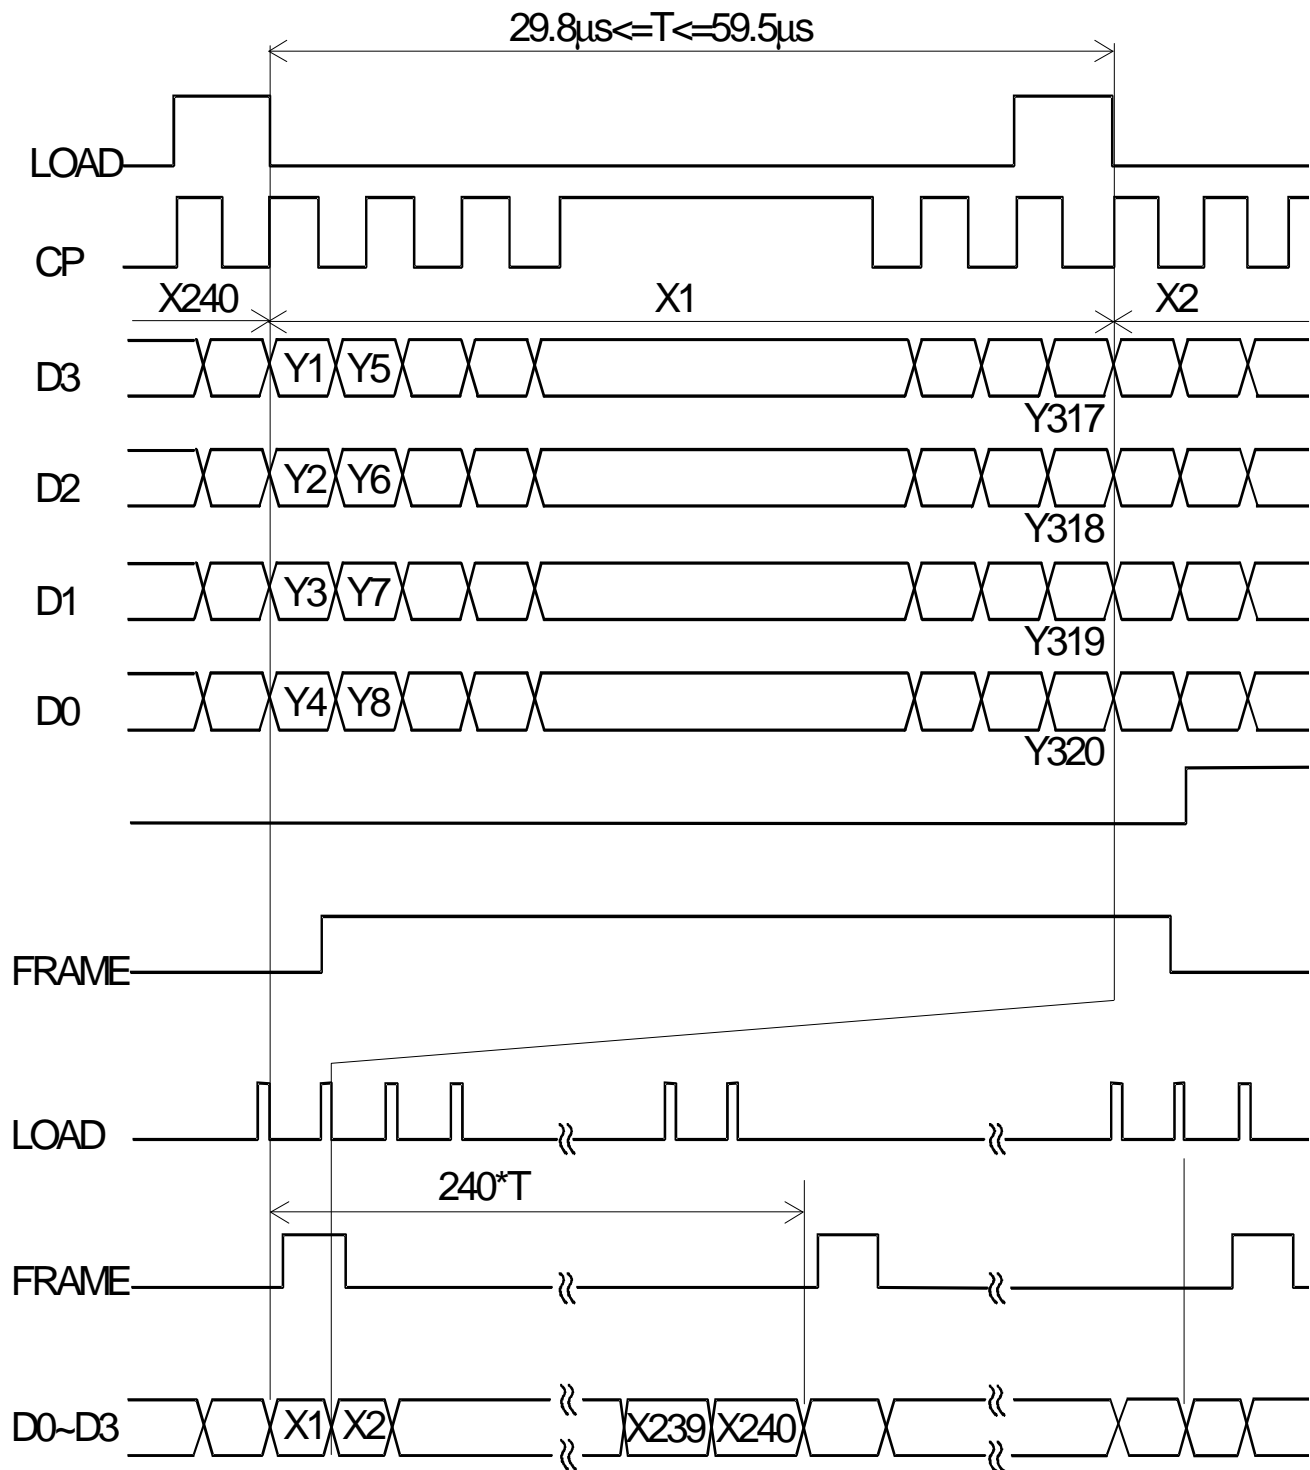 29.8µs<=T<=59.5µs
LOAD
CP
X240 X1 X2
D3 Y1 Y5
Y317
D2 Y2 Y6
Y318
D1 Y3 Y7
Y319
D0 Y4 Y8
Y320
FRAME
LOAD
240*T
FRAME
D0~D3 X1 X2 X239 X240